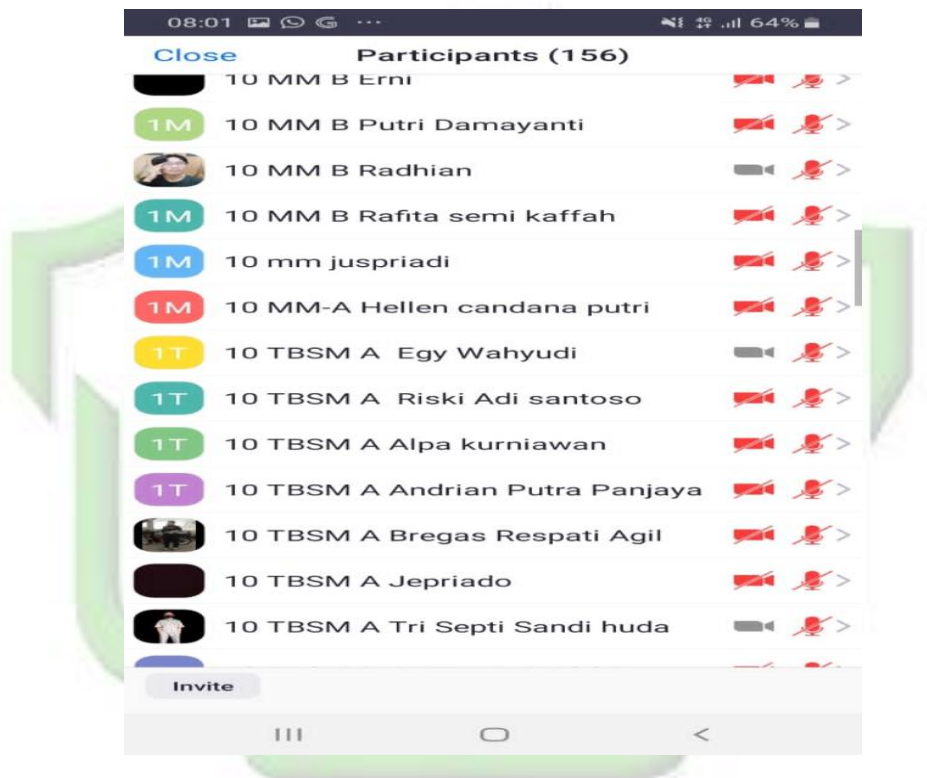 08:01 G ... 4G 64%
Close Participants (156)
10 MM B Erni
1M 10 MM B Putri Damayanti
10 MM B Radhian
1M 10 MM B Rafita semi kaffah
1M 10 mm juspriadi
1M 10 MM-A Hellen candana putri
1T 10 TBSM A Egy Wahyudi
1T 10 TBSM A Riski Adi santoso
1T 10 TBSM A Alpa kurniawan
1T 10 TBSM A Andrian Putra Panjaya
10 TBSM A Bregas Respati Agil
10 TBSM A Jepriado
10 TBSM A Tri Septi Sandi huda
Invite